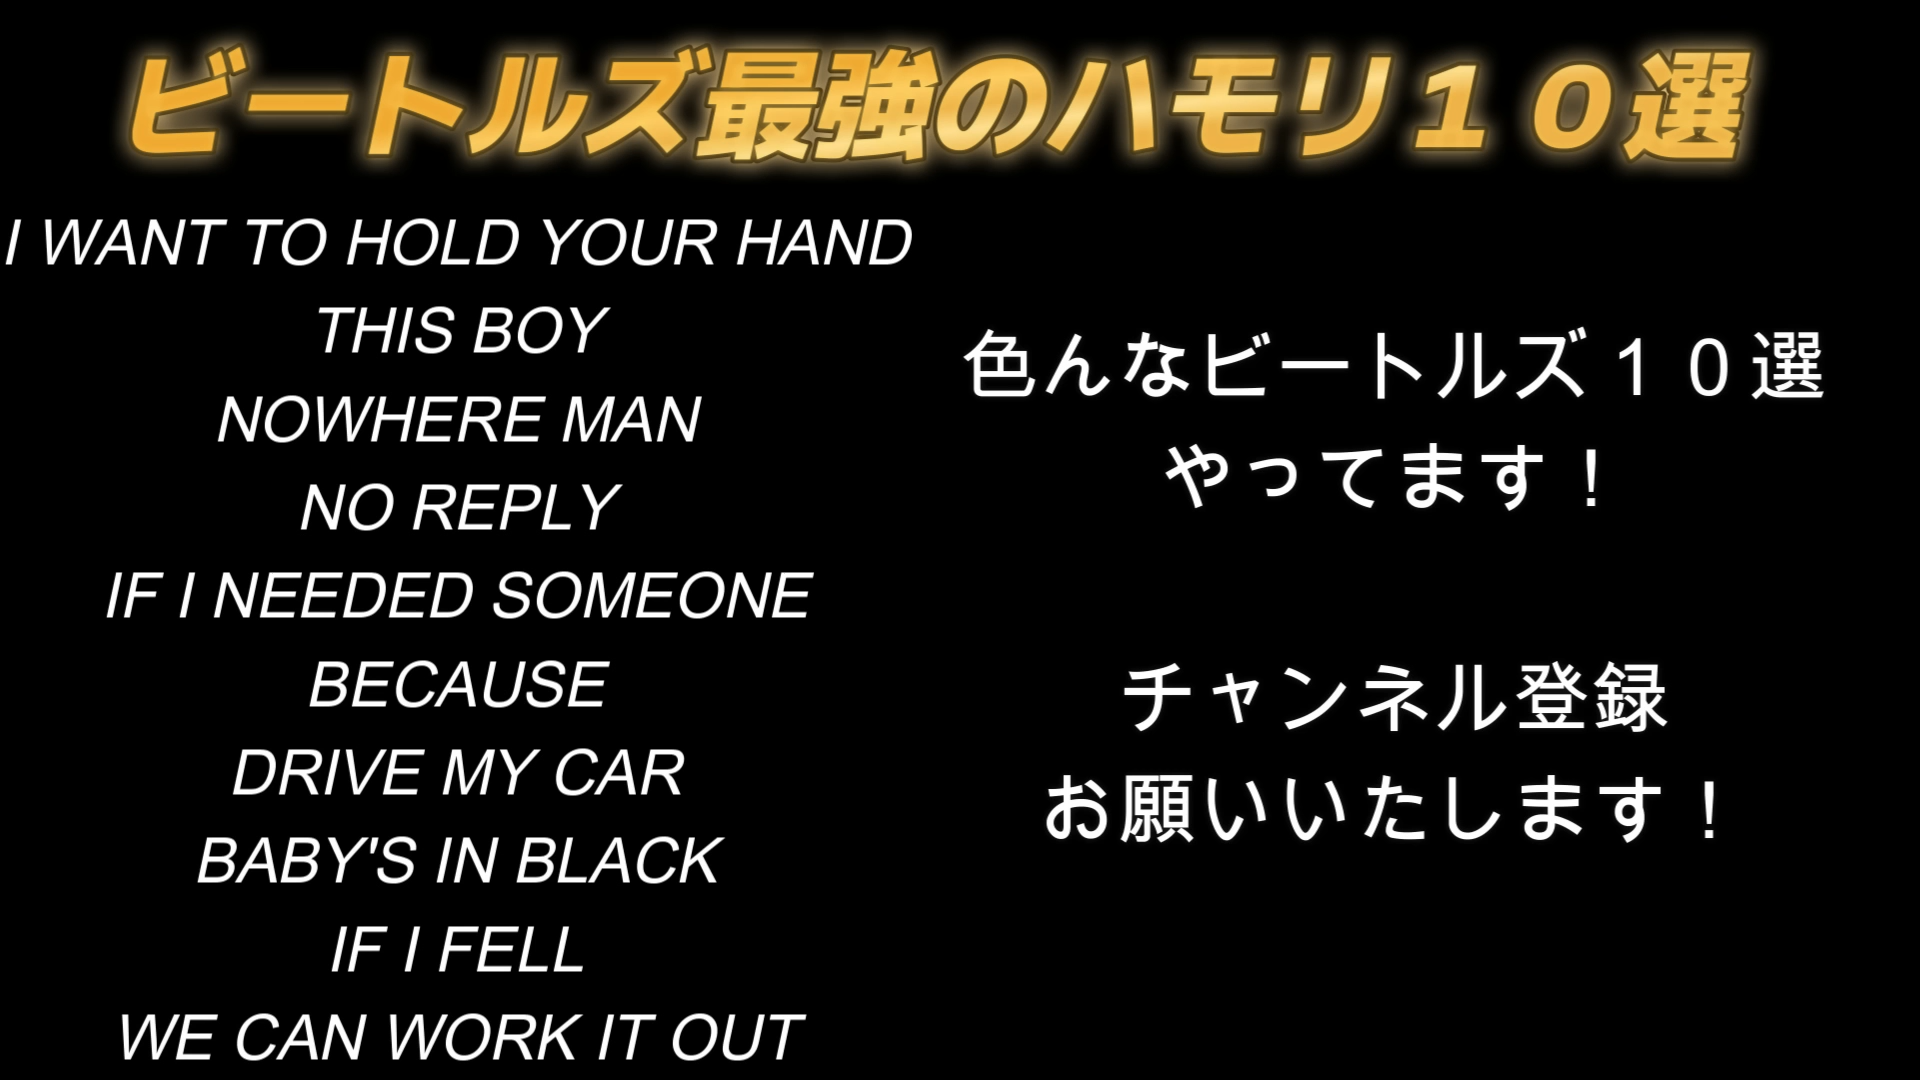 ビートルズ最強のハモリ１０選
I WANT TO HOLD YOUR HAND
THIS BOY
NOWHERE MAN
NO REPLY
IF I NEEDED SOMEONE
BECAUSE
DRIVE MY CAR
BABY'S IN BLACK
IF I FELL
WE CAN WORK IT OUT
色んなビートルズ１０選
やってます！
チャンネル登録
お願いいたします！